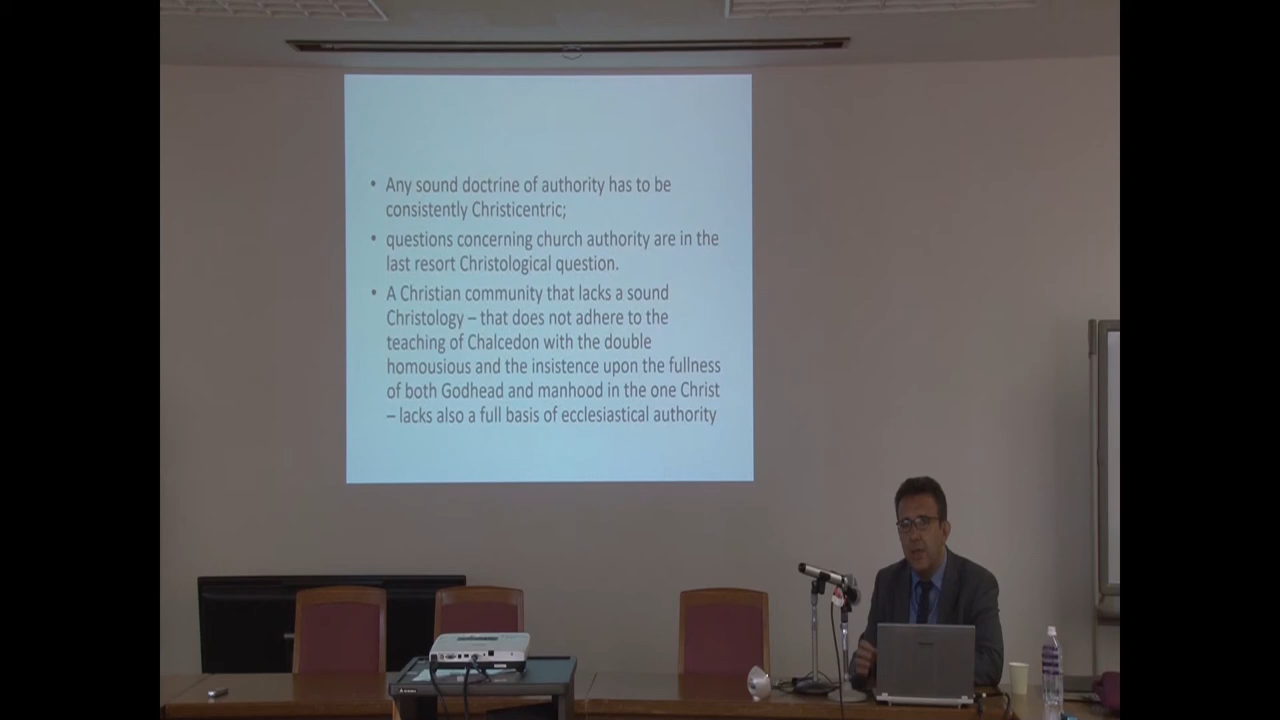 • Any sound doctrine of authority has to be
consistently Christicentric;
• questions concerning church authority are in the
last resort Christological question.
• A Christian community that lacks a sound
Christology – that does not adhere to the
teaching of Chalcedon with the double
homousious and the insistence upon the fullness
of both Godhead and manhood in the one Christ
– lacks also a full basis of ecclesiastical authority